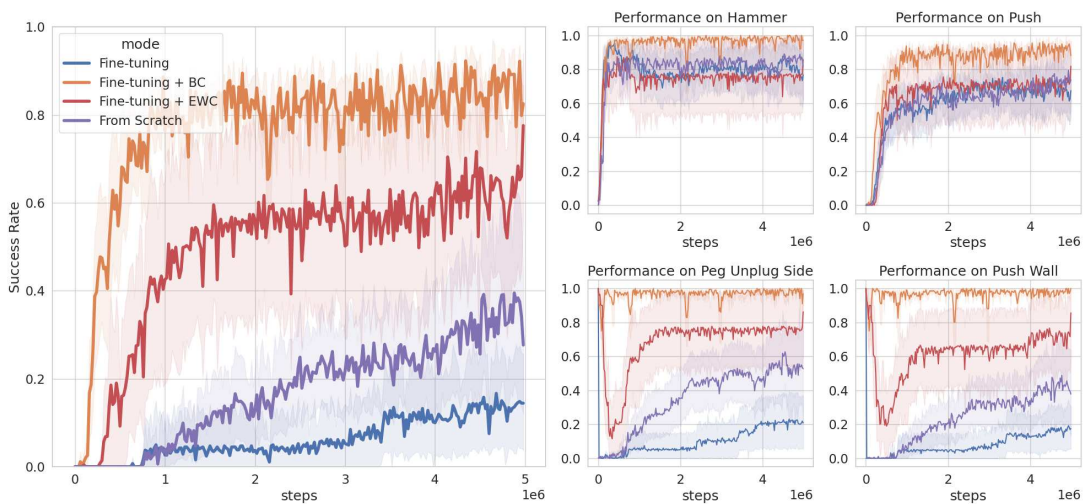 mode
Fine-tuning
Fine-tuning + BC
Fine-tuning + EWC
From Scratch
Success Rate
1.0
0.8
0.6
0.4
0.2
0.0
0
1
2
3
4
5
1e6
steps
Performance on Hammer
1.0
0.8
0.6
0.4
0.2
0.0
0
2
4
1e6
steps
Performance on Push
1.0
0.8
0.6
0.4
0.2
0.0
0
2
4
1e6
steps
Performance on Peg Unplug Side
1.0
0.8
0.6
0.4
0.2
0.0
0
2
4
1e6
steps
Performance on Push Wall
1.0
0.8
0.6
0.4
0.2
0.0
0
2
4
1e6
steps